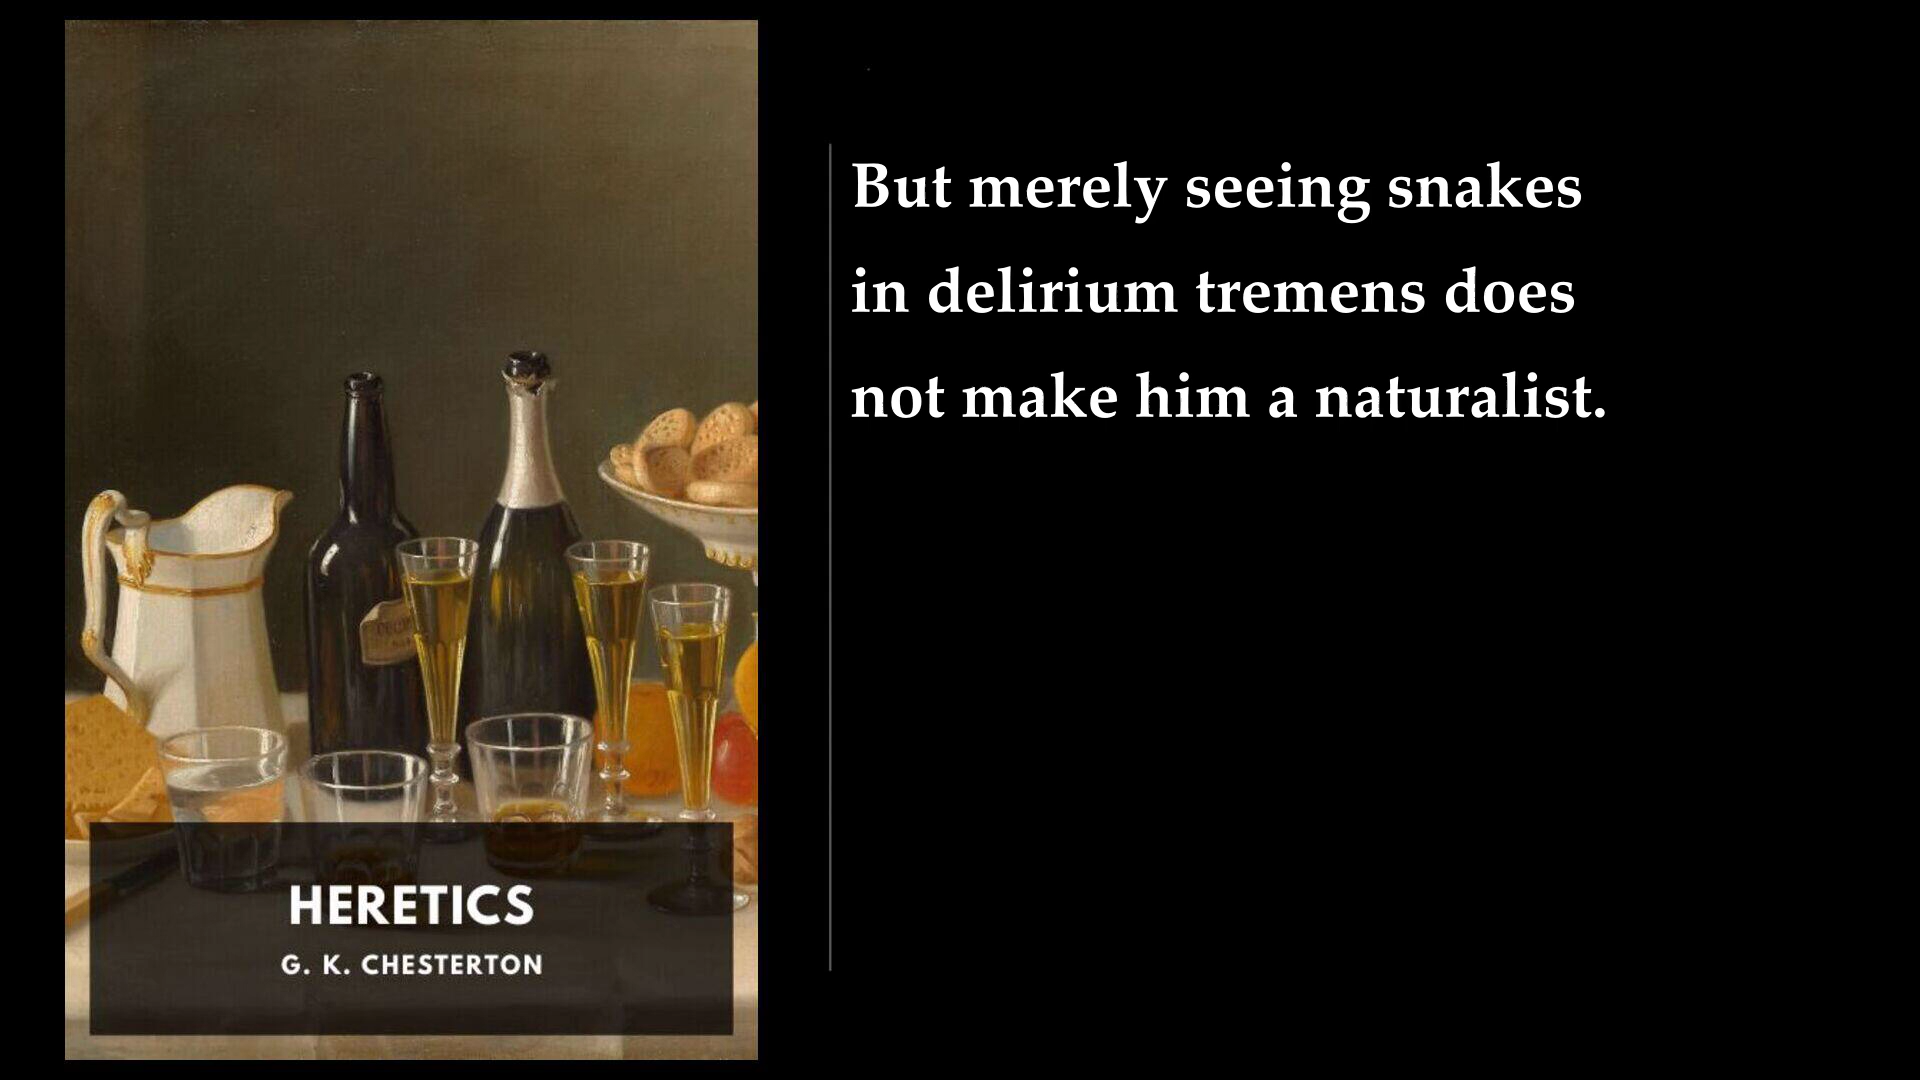 But merely seeing snakes
in delirium tremens does
not make him a naturalist.
HERETICS
G. K. CHESTERTON